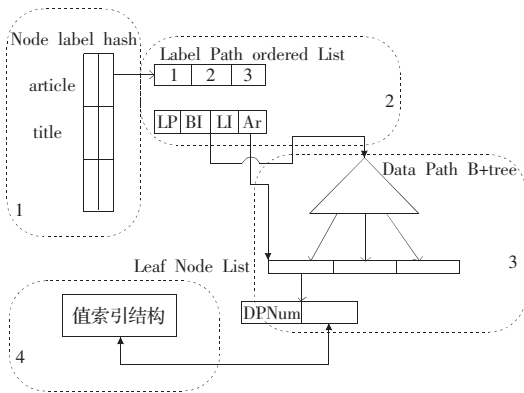 Node label hash
article
title
1
Label Path ordered List
1 2 3
LP BI LI Ar
2
Data Path B+tree
3
Leaf Node List
DPNum
值索引结构
4